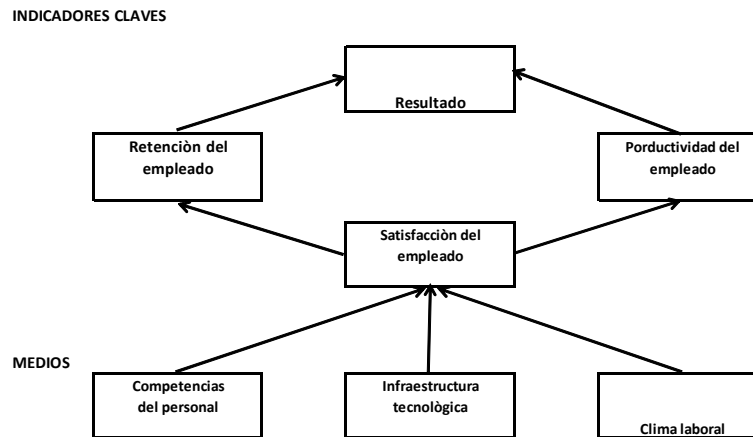 INDICADORES CLAVES
Resultado
Retenciòn del
empleado
Porductividad del
empleado
Satisfacciòn del
empleado
MEDIOS
Competencias
del personal
Infraestructura
tecnològica
Clima laboral